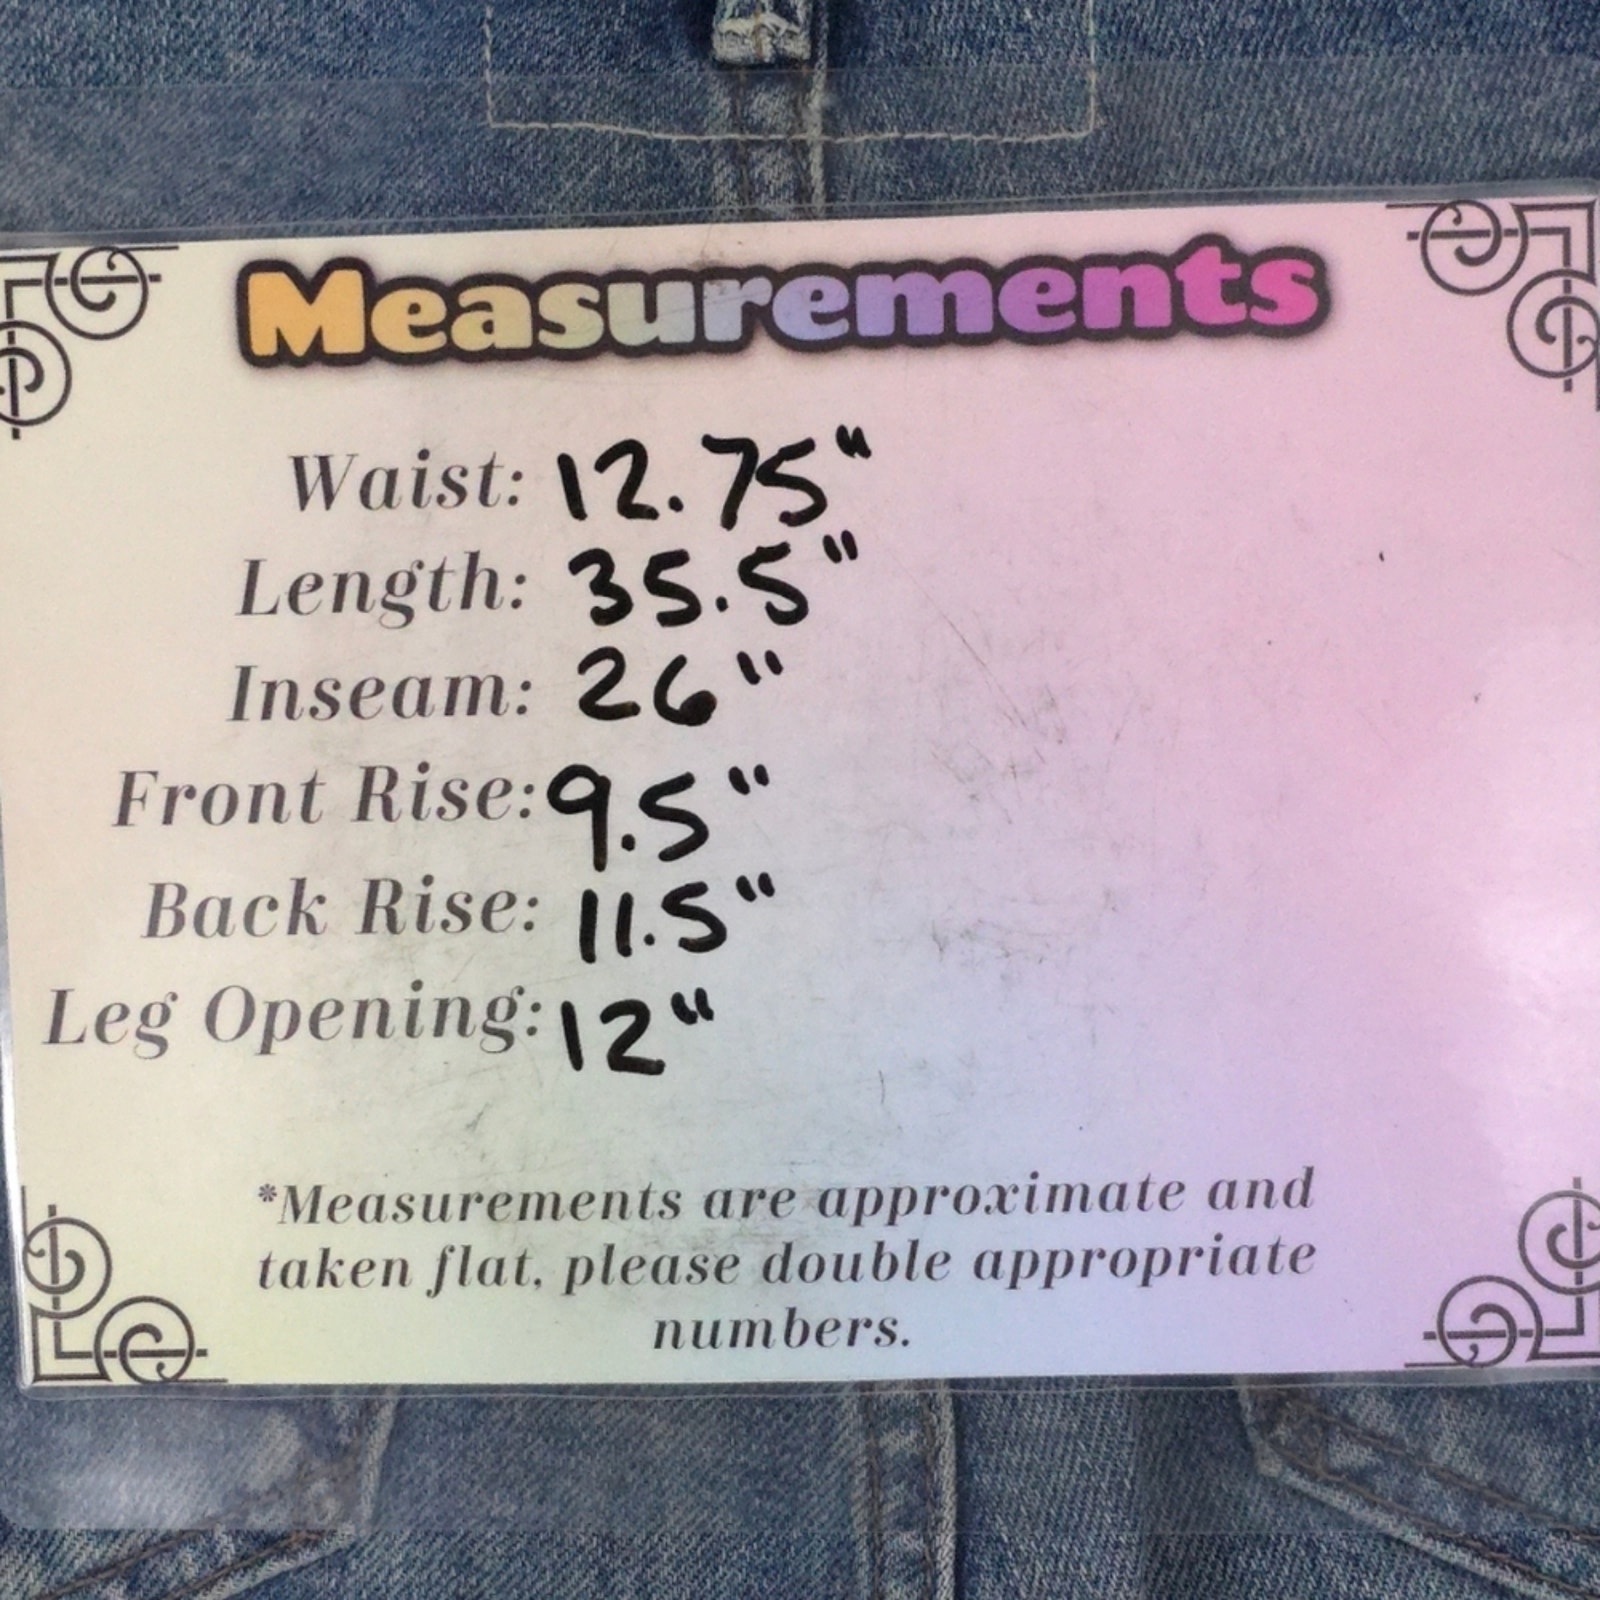 Measurements
Waist: 12.75"
Length: 35.5"
Inseam: 26"
Front Rise: 9.5"
Back Rise: 11.5"
Leg Opening: 12"
*Measurements are approximate and
taken flat, please double appropriate
numbers.